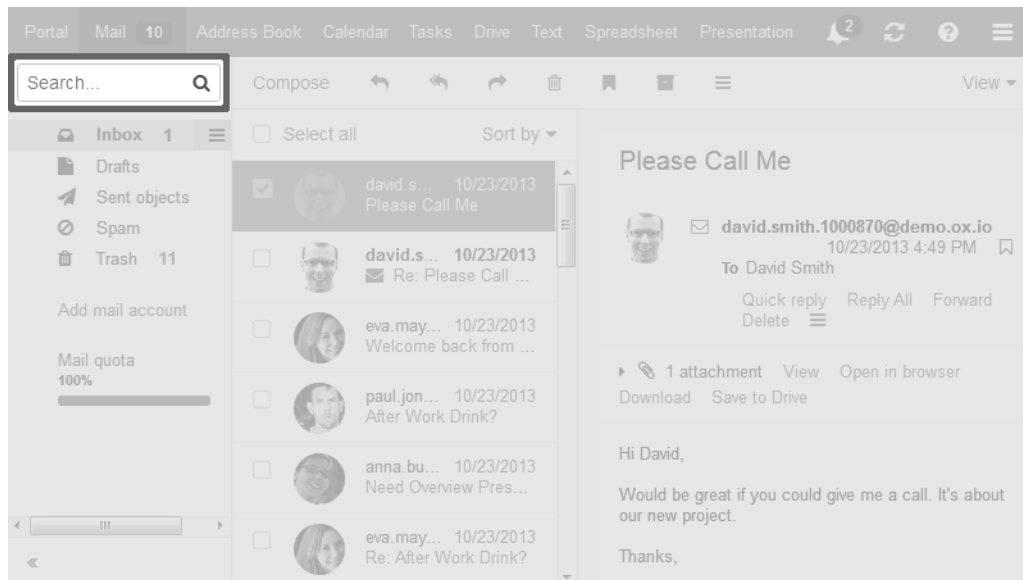 Portal Mail 10 Address Book Calendar Tasks Drive Text Spreadsheet Presentation 2
Search...
Compose View
Inbox 1
Drafts
Sent objects
Spam
Trash 11
Add mail account
Mail quota
100%
Select all Sort by
david.s... 10/23/2013
Please Call Me
david.s... 10/23/2013
Re: Please Call ...
eva.may... 10/23/2013
Welcome back from ...
paul.jon... 10/23/2013
After Work Drink?
anna.bu... 10/23/2013
Need Overview Pres...
eva.may... 10/23/2013
Re: After Work Drink?
Please Call Me
david.smith.1000870@demo.ox.io
10/23/2013 4:49 PM
To David Smith
Quick reply Reply All Forward
Delete
1 attachment View Open in browser
Download Save to Drive
Hi David,
Would be great if you could give me a call. It's about
our new project.
Thanks,